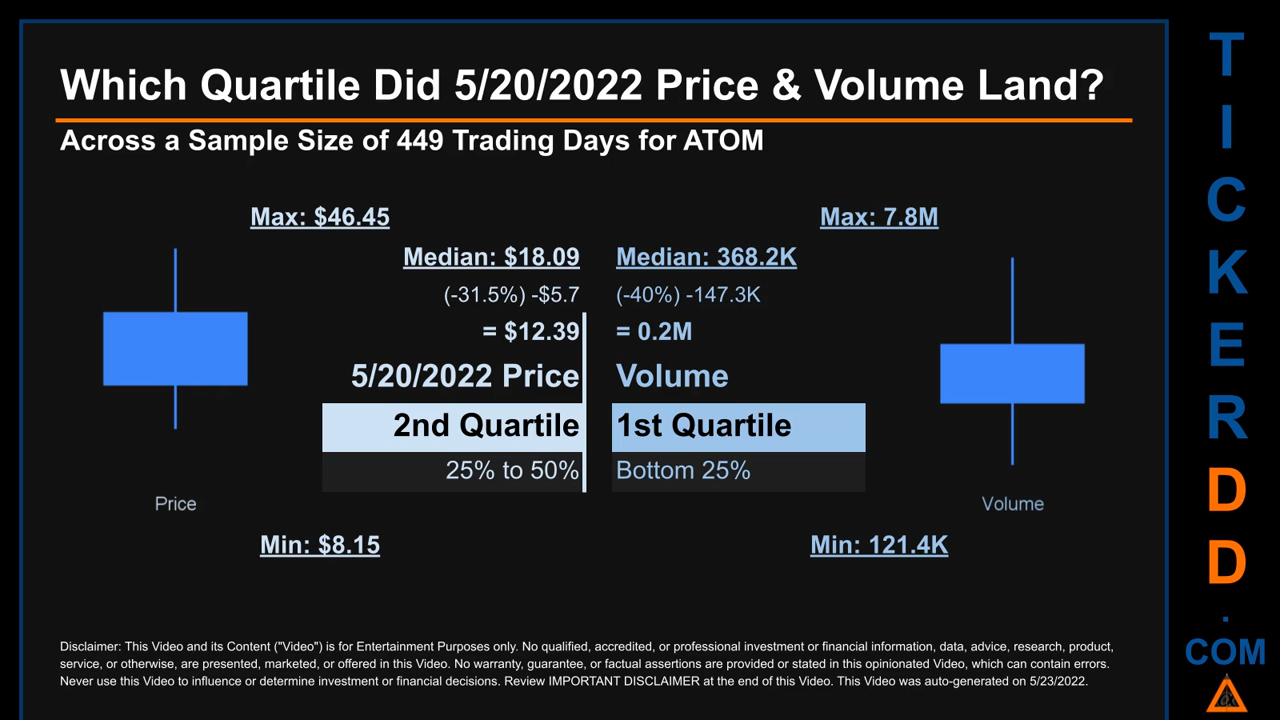 Which Quartile Did 5/20/2022 Price & Volume Land?
Across a Sample Size of 449 Trading Days for ATOM
Max: $46.45
Median: $18.09
(-31.5%) -$5.7
= $12.39
5/20/2022 Price
2nd Quartile
25% to 50%
Price
Min: $8.15
Max: 7.8M
Median: 368.2K
(-40%) -147.3K
= 0.2M
Volume
1st Quartile
Bottom 25%
Volume
Min: 121.4K
Disclaimer: This Video and its Content ("Video") is for Entertainment Purposes only. No qualified, accredited, or professional investment or financial information, data, advice, research, product,
service, or otherwise, are presented, marketed, or offered in this Video. No warranty, guarantee, or factual assertions are provided or stated in this opinionated Video, which can contain errors.
Never use this Video to influence or determine investment or financial decisions. Review IMPORTANT DISCLAIMER at the end of this Video. This Video was auto-generated on 5/23/2022.
T
I
C
K
E
R
D
D
.
COM